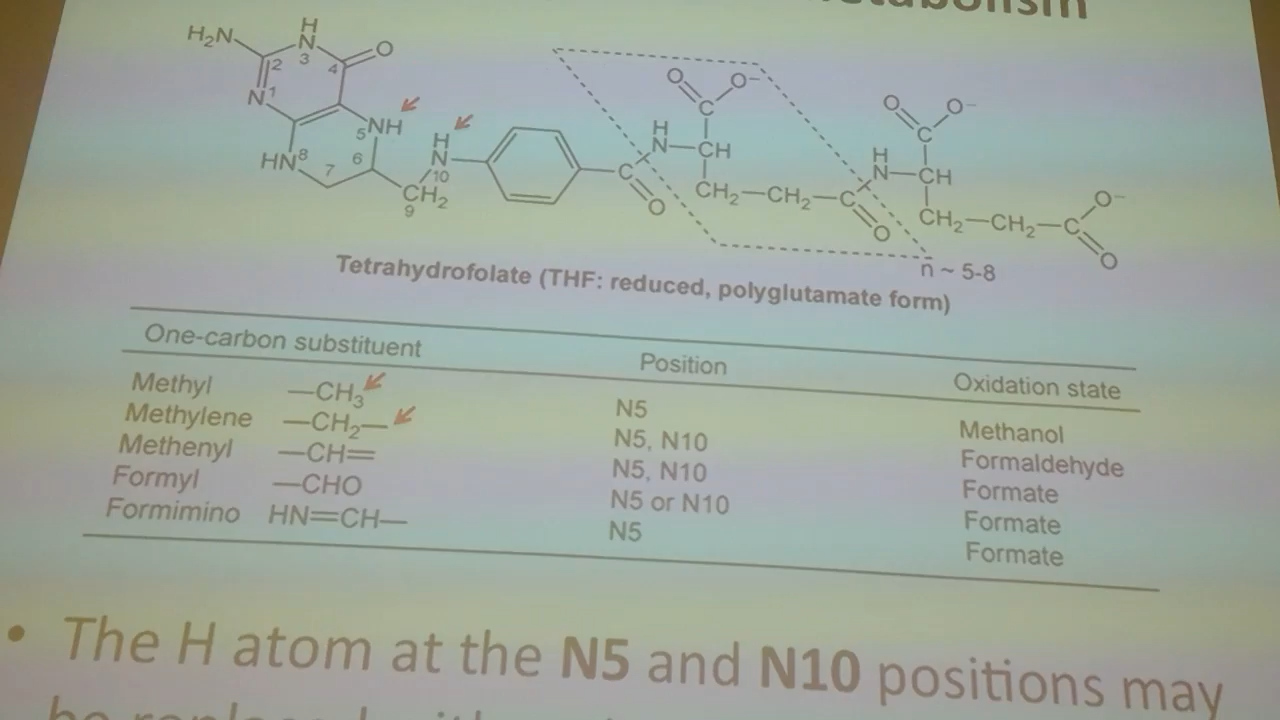 H₂N
H
N
3
2
4
O
N
1
5
NH
HN
8
7
6
H
N
10
CH₂
9
C
O
H
N—CH
C
O
O⁻
CH₂—CH₂—C
O
H
N—CH
C
O
O⁻
CH₂—CH₂—C
O⁻
O
n ~ 5-8
Tetrahydrofolate (THF: reduced, polyglutamate form)
One-carbon substituent Position Oxidation state
Methyl —CH₃ N5 Methanol
Methylene —CH₂— N5, N10 Formaldehyde
Methenyl —CH= N5, N10 Formate
Formyl —CHO N5 or N10 Formate
Formimino HN=CH— N5 Formate
• The H atom at the N5 and N10 positions may